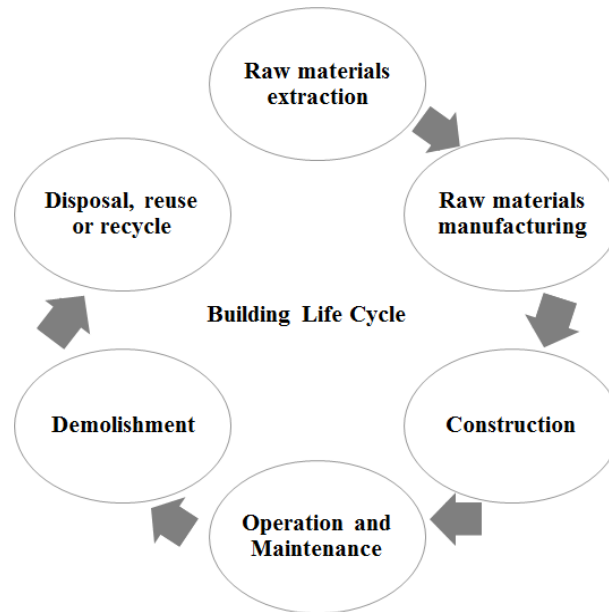 Raw materials
extraction
Raw materials
manufacturing
Construction
Operation and
Maintenance
Demolishment
Disposal, reuse
or recycle
Building Life Cycle